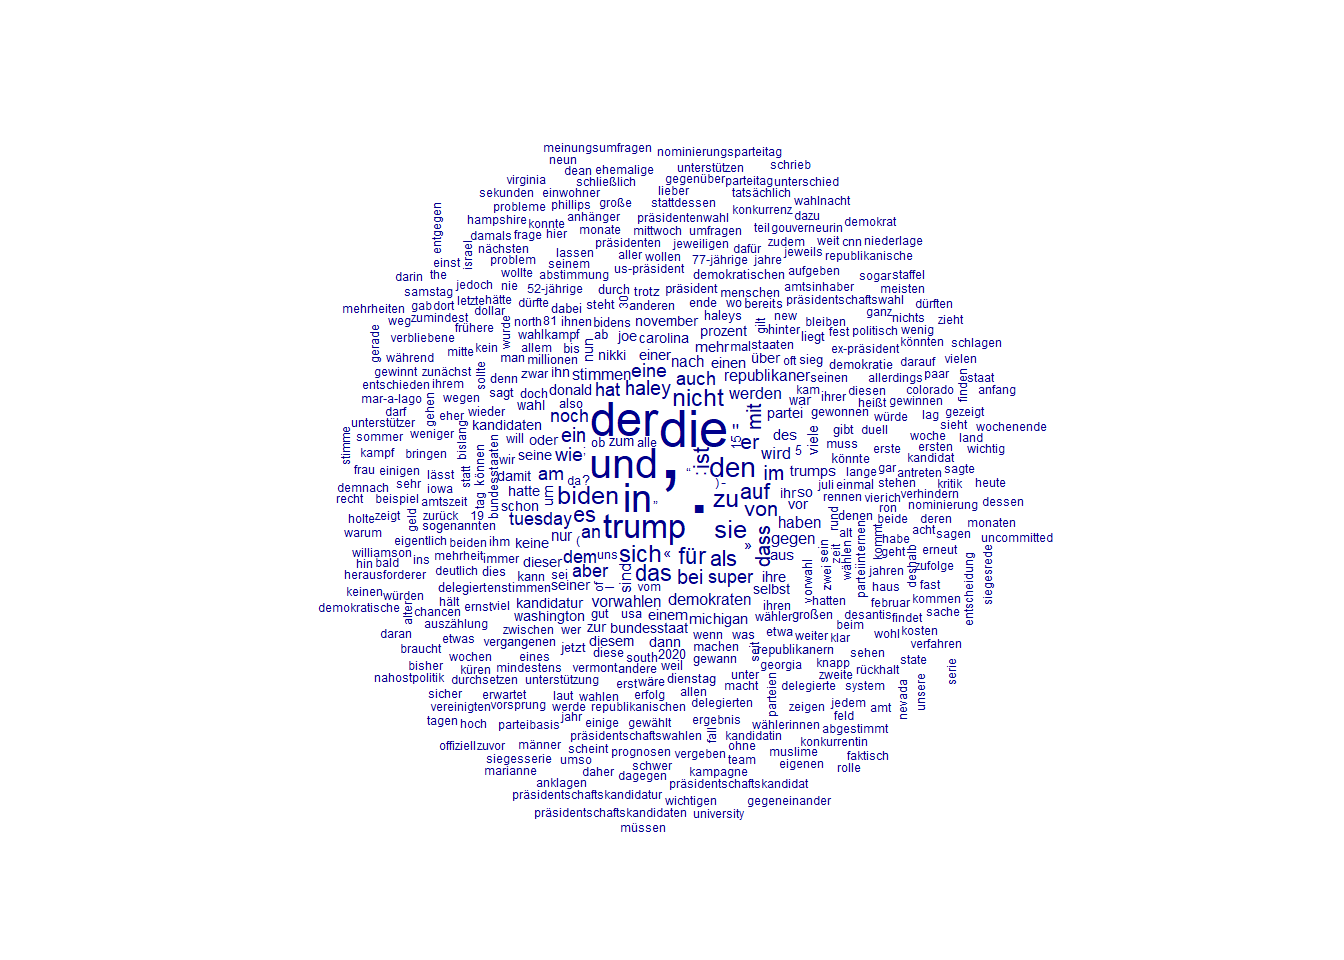 meinungsumfragen nominierungsparteitag
neun
dean ehemalige unterstützen schrieb
virginia schließlich gegenüber parteitag unterschied
sekunden einwohner lieber tatsächlich
probleme phillips große stattdessen konkurrenz wahlnacht
entgegen hampshire konnte anhänger präsidentenwahl dazu demokrat
damals frage hier monate mittwoch umfragen teil gouverneurin
israel nächsten präsidenten jeweiligen dafür zudem weit cnn niederlage
einst problem lassen aller wollen 77-jährige jahre jeweils republikanische
darin the wollte abstimmung seinem us-präsident demokratischen aufgeben sogar staffel
samstag jedoch nie 52-jährige durch trotz präsident menschen amtsinhaber meisten
mehrheiten gab dort letzte hätte dürfte dabei steht 30 anderen ende wo bereits präsidentschaftswahl dürften
weg zumindest dollar north 81 ihnen bidens november haleys new bleiben ganz nichts zieht
gerade verbliebene frühere wurde wahlkampf ab joe carolina prozent gilt hinter liegt fest politisch wenig könnten schlagen
während mitte kein man allem bis nun nikki einer nach mehr mal staaten über oft sieg ex-präsident demokratie darauf vielen
gewinnt zunächst sollte denn millionen zwar ihn stimmen eine auch einen republikaner seinen allerdings paar staat
entschieden ihrem mar-a-lago wegen gehen sagt doch donald hat haley nicht werden kam diesen colorado finden anfang
darf eher wieder wahl also noch der die mit war ihrer heißt gewinnen
unterstützer kandidaten partei gewonnen würde lag gezeigt
stimme sommer weniger bislang will oder ein ob zum alle 15 " er des viele gibt duell sieht wochenende
kampf bringen können wir seine wie ' und , : ist den wird 5 muss woche land wichtig
frau einigen statt bundesstaaten damit am da ? “ im trumps könnte erste ersten
demnach ihr sehr lange gar kandidat antreten sagte
recht beispiel iowa amtszeit tag hatte um biden in ” . ) - zu auf ihr so juli einmal stehen kritik heute
holte zeigt geld zurück 19 schon von vor rennen vier ich ron verhindern nominierung dessen
warum sogenannten tuesday es trump sie haben denen beide deren monaten
eigentlich beiden ihm keine nur ( an dass gegen rund alt habe acht sagen uncommitted
williamson mehrheit immer dieser dem uns sich « für als » aus zwei sein zeit wählen kommt geht erneut
hin bald deutlich dies kann sei aber sind das bei super ihre vorwahl parteiinternen jahren deshalb zufolge
herausforderer delegiertenstimmen seiner of | vom selbst hatten haus fast siegesrede
keinen würden hält ernst viel kandidatur vorwahlen demokraten ihren februar kommen entscheidung
demokratische alter chancen washington gut usa einem michigan wähler großen desantis findet sache
auszählung zwischen wer zur bundesstaat wenn was etwa weiter klar beim wohl kosten
daran etwas vergangenen jetzt diesem dann machen seit republikanern sehen verfahren
braucht wochen eines diese south 2020 gewann georgia knapp state
bisher küren mindestens vermont andere weil unter zweite rückhalt serie
nahostpolitik durchsetzen unterstützung erst wäre dienstag macht parteien delegierte system nevada unsere
sicher erwartet laut wahlen erfolg allen
vereinigten vorsprung werde republikanischen delegierten zeigen jedem amt
tagen hoch parteibasis jahr einige gewählt ergebnis wählerinnen feld
präsidentschaftswahlen fall kandidatin abgestimmt
offiziell zuvor männer scheint prognosen vergeben ohne muslime konkurrentin
siegesserie umso schwer team eigenen faktisch
marianne daher dagegen kampagne rolle
anklagen präsidentschaftskandidat
präsidentschaftskandidatur wichtigen gegeneinander
präsidentschaftskandidaten university
müssen